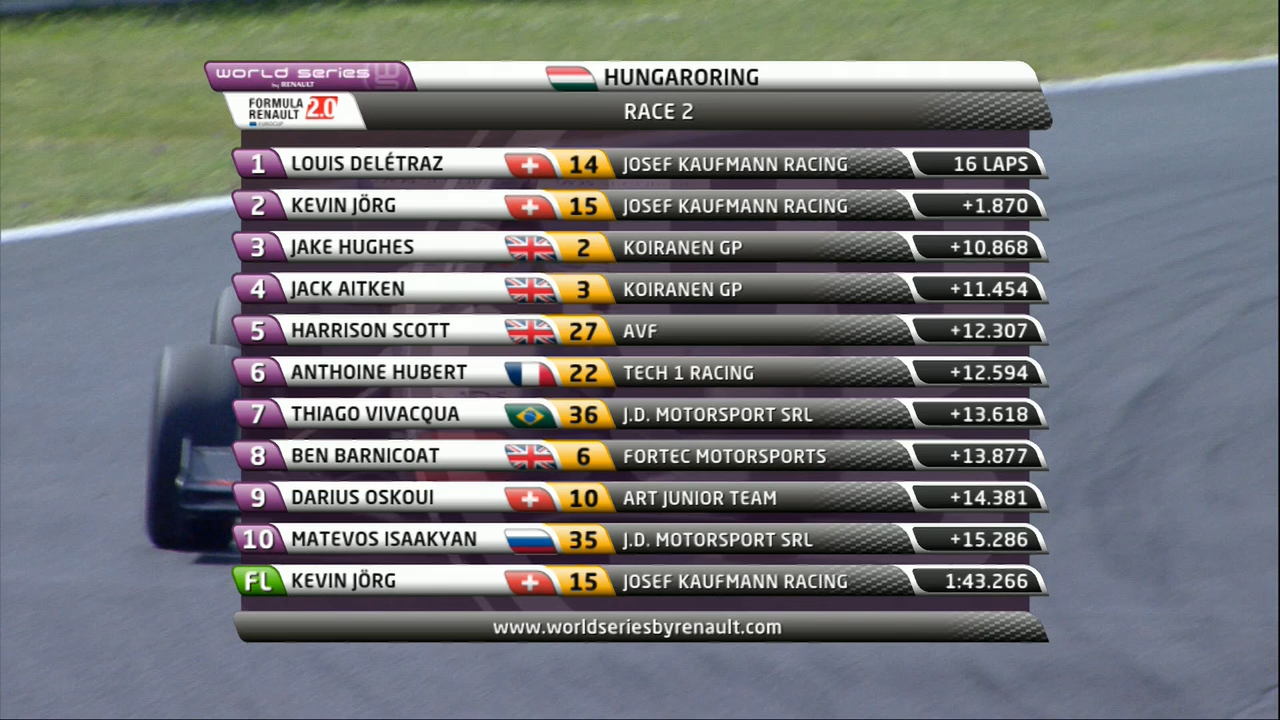 world series
by RENAULT
HUNGARORING
FORMULA RENAULT 2.0
EUROCUP
RACE 2
1 LOUIS DELÉTRAZ 14 JOSEF KAUFMANN RACING 16 LAPS
2 KEVIN JÖRG 15 JOSEF KAUFMANN RACING +1.870
3 JAKE HUGHES 2 KOIRANEN GP +10.868
4 JACK AITKEN 3 KOIRANEN GP +11.454
5 HARRISON SCOTT 27 AVF +12.307
6 ANTHOINE HUBERT 22 TECH 1 RACING +12.594
7 THIAGO VIVACQUA 36 J.D. MOTORSPORT SRL +13.618
8 BEN BARNICOAT 6 FORTEC MOTORSPORTS +13.877
9 DARIUS OSKOUI 10 ART JUNIOR TEAM +14.381
10 MATEVOS ISAAKYAN 35 J.D. MOTORSPORT SRL +15.286
FL KEVIN JÖRG 15 JOSEF KAUFMANN RACING 1:43.266
www.worldseriesbyrenault.com